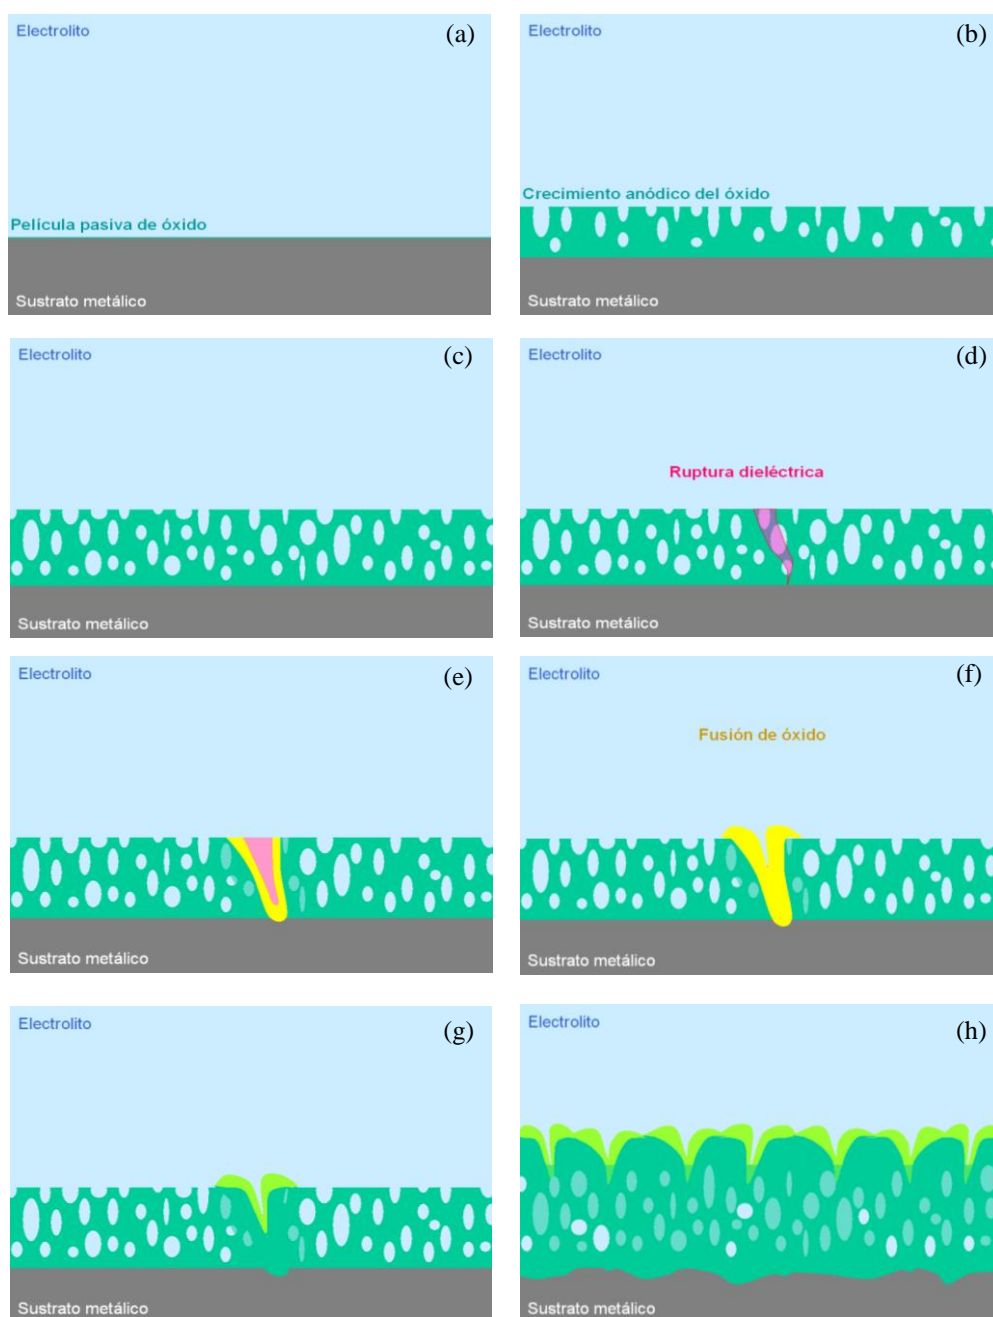 Electrolito
(a)
Película pasiva de óxido
Sustrato metálico
Electrolito
(b)
Crecimiento anódico del óxido
Sustrato metálico
Electrolito
(c)
Sustrato metálico
Electrolito
(d)
Ruptura dieléctrica
Sustrato metálico
Electrolito
(e)
Sustrato metálico
Electrolito
(f)
Fusión de óxido
Sustrato metálico
Electrolito
(g)
Sustrato metálico
Electrolito
(h)
Sustrato metálico